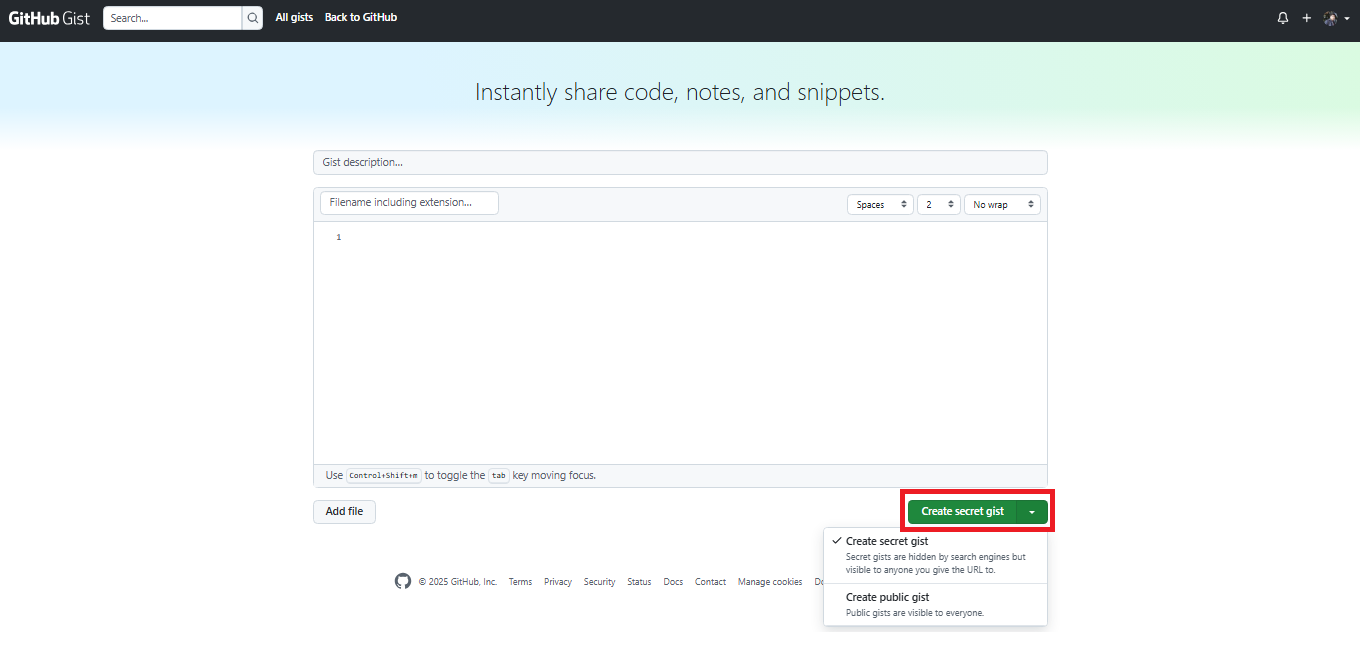 GitHub Gist Search... All gists Back to GitHub
Instantly share code, notes, and snippets.
Gist description...
Filename including extension... Spaces 2 No wrap
1
Use Control+Shift+m to toggle the tab key moving focus.
Add file Create secret gist
Create secret gist
Secret gists are hidden by search engines but
visible to anyone you give the URL to.
© 2025 GitHub, Inc. Terms Privacy Security Status Docs Contact Manage cookies
Create public gist
Public gists are visible to everyone.